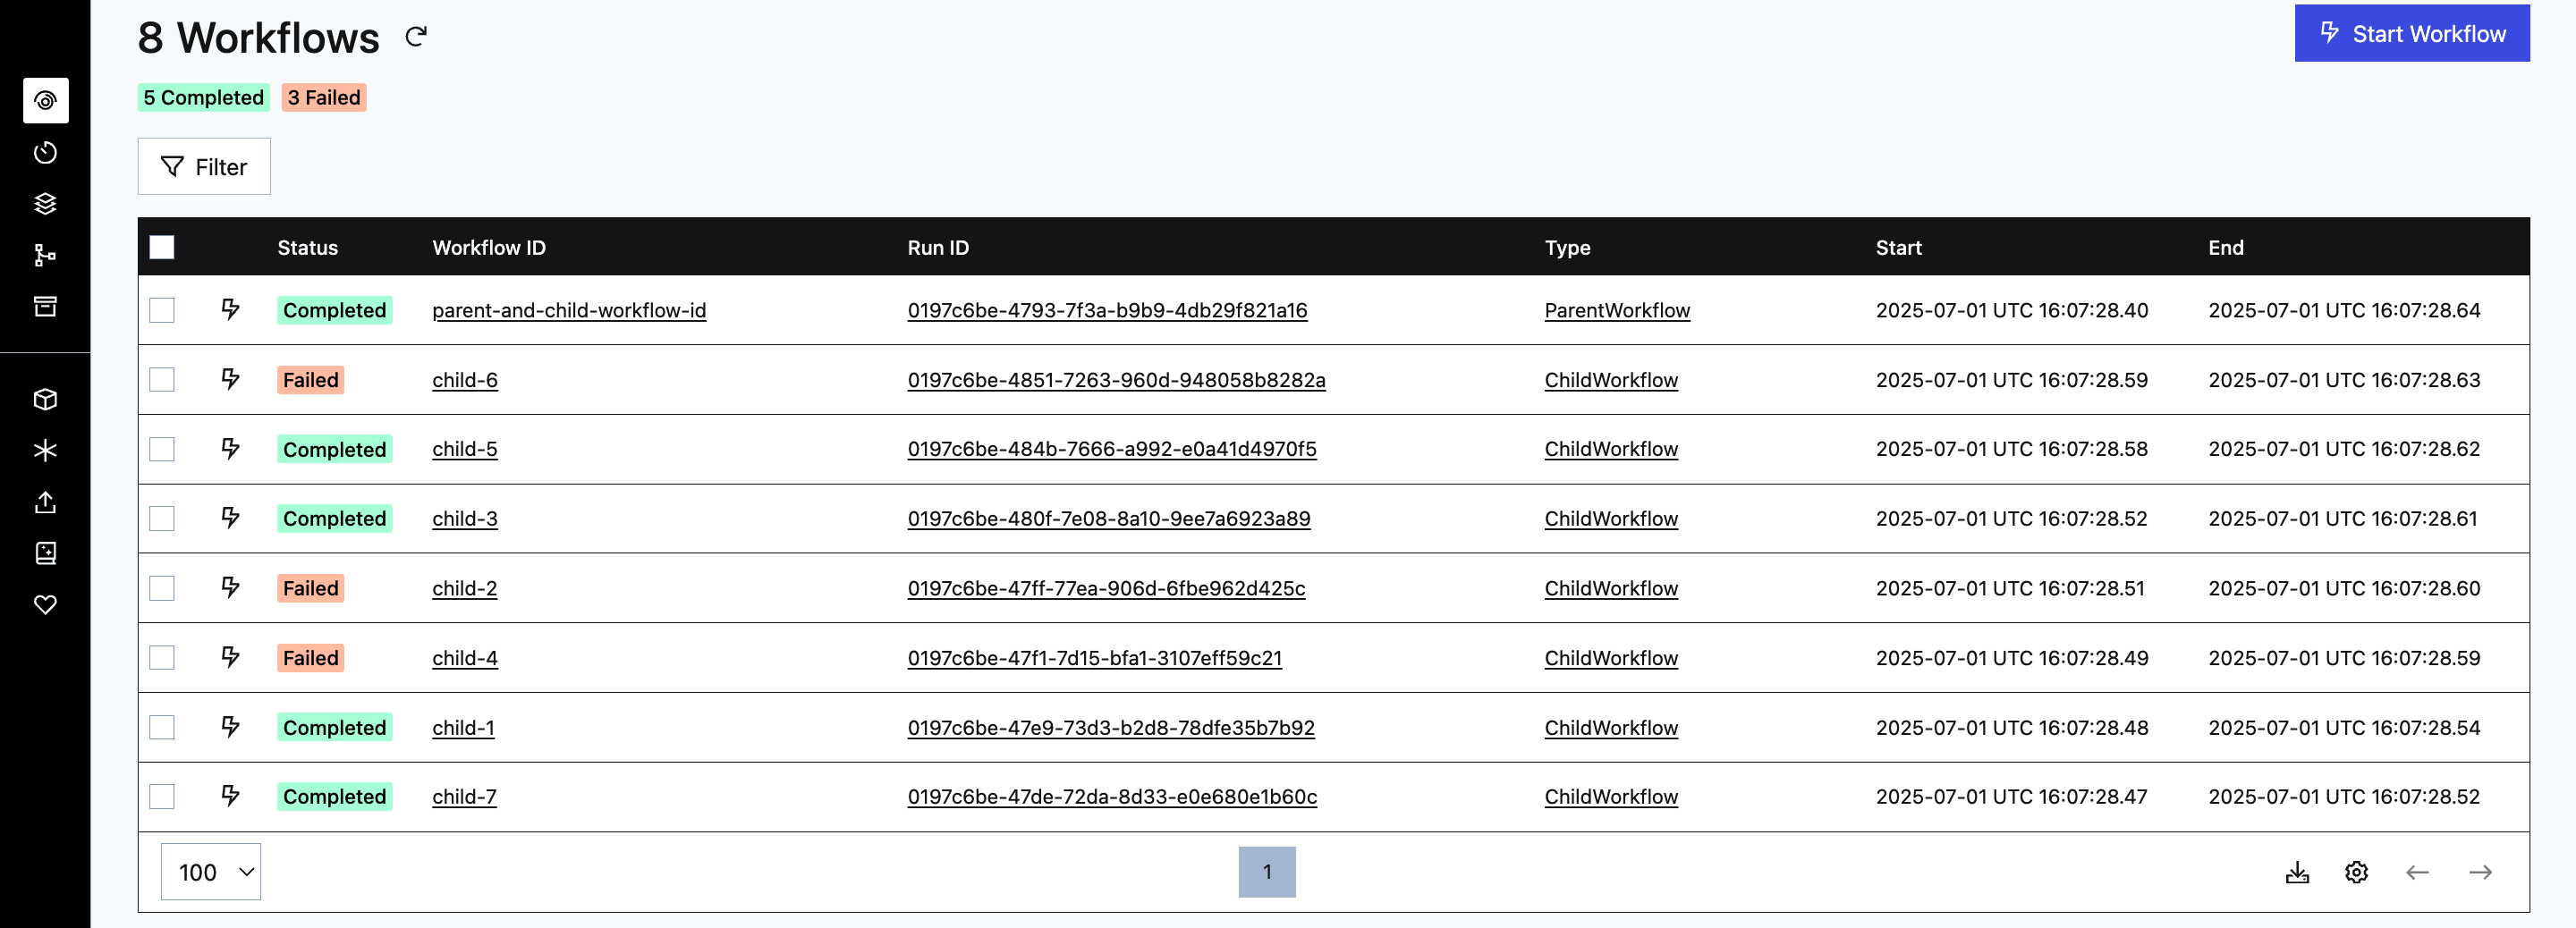 8 Workflows
Start Workflow
5 Completed 3 Failed
Filter
Status Workflow ID Run ID Type Start End
Completed parent-and-child-workflow-id 0197c6be-4793-7f3a-b9b9-4db29f821a16 ParentWorkflow 2025-07-01 UTC 16:07:28.40 2025-07-01 UTC 16:07:28.64
Failed child-6 0197c6be-4851-7263-960d-948058b8282a ChildWorkflow 2025-07-01 UTC 16:07:28.59 2025-07-01 UTC 16:07:28.63
Completed child-5 0197c6be-484b-7666-a992-e0a41d4970f5 ChildWorkflow 2025-07-01 UTC 16:07:28.58 2025-07-01 UTC 16:07:28.62
Completed child-3 0197c6be-480f-7e08-8a10-9ee7a6923a89 ChildWorkflow 2025-07-01 UTC 16:07:28.52 2025-07-01 UTC 16:07:28.61
Failed child-2 0197c6be-47ff-77ea-906d-6fbe962d425c ChildWorkflow 2025-07-01 UTC 16:07:28.51 2025-07-01 UTC 16:07:28.60
Failed child-4 0197c6be-47f1-7d15-bfa1-3107eff59c21 ChildWorkflow 2025-07-01 UTC 16:07:28.49 2025-07-01 UTC 16:07:28.59
Completed child-1 0197c6be-47e9-73d3-b2d8-78dfe35b7b92 ChildWorkflow 2025-07-01 UTC 16:07:28.48 2025-07-01 UTC 16:07:28.54
Completed child-7 0197c6be-47de-72da-8d33-e0e680e1b60c ChildWorkflow 2025-07-01 UTC 16:07:28.47 2025-07-01 UTC 16:07:28.52
100 1